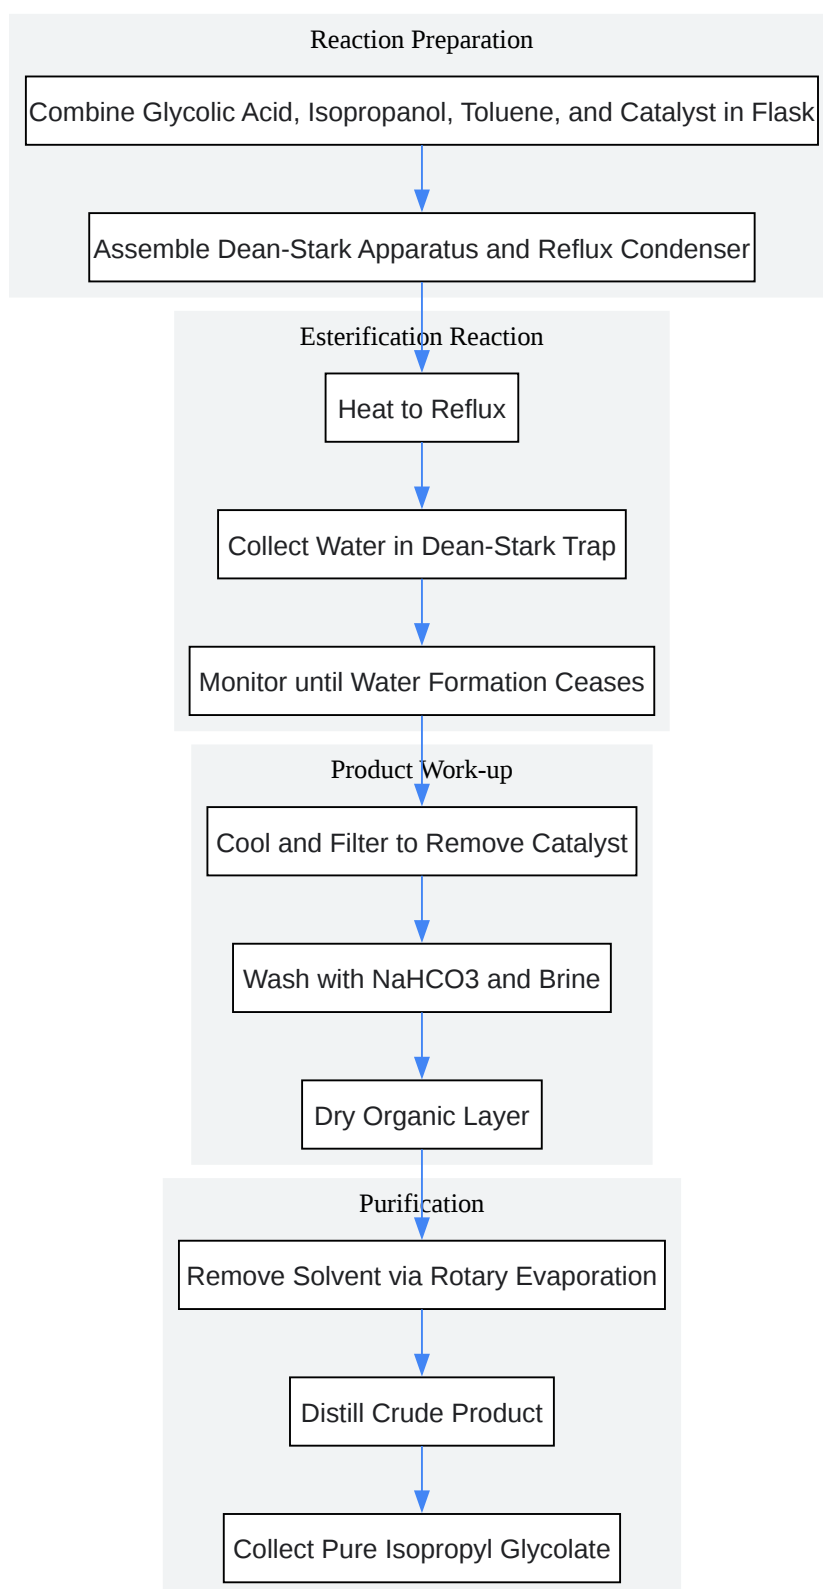 Reaction Preparation
Combine Glycolic Acid, Isopropanol, Toluene, and Catalyst in Flask
Assemble Dean-Stark Apparatus and Reflux Condenser
Esterification Reaction
Heat to Reflux
Collect Water in Dean-Stark Trap
Monitor until Water Formation Ceases
Product Work-up
Cool and Filter to Remove Catalyst
Wash with NaHCO3 and Brine
Dry Organic Layer
Purification
Remove Solvent via Rotary Evaporation
Distill Crude Product
Collect Pure Isopropyl Glycolate